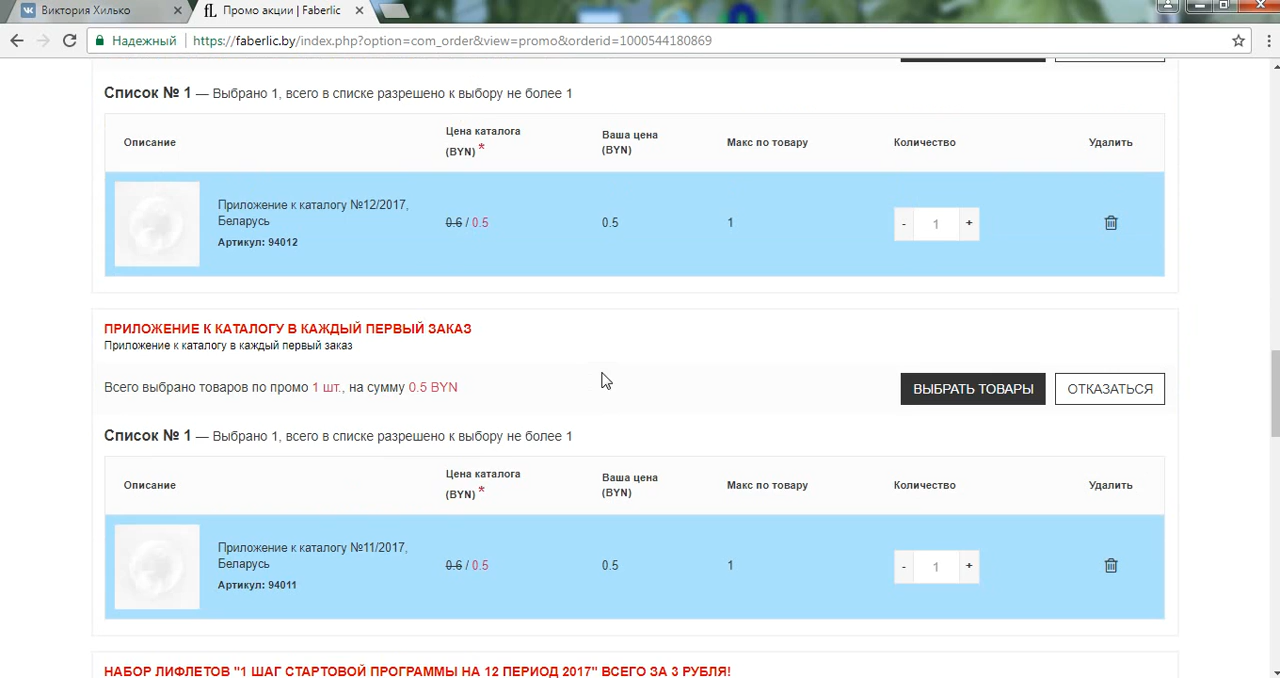 Виктория Хилько
Промо акции | Faberlic
Надежный
https://faberlic.by/index.php?option=com_order&view=promo&orderid=1000544180869
Список № 1 — Выбрано 1, всего в списке разрешено к выбору не более 1
Описание
Цена каталога
(BYN) *
Ваша цена
(BYN)
Макс по товару
Количество
Удалить
Приложение к каталогу №12/2017,
Беларусь
Артикул: 94012
0.6 / 0.5
0.5
1
- 1 +
ПРИЛОЖЕНИЕ К КАТАЛОГУ В КАЖДЫЙ ПЕРВЫЙ ЗАКАЗ
Приложение к каталогу в каждый первый заказ
Всего выбрано товаров по промо 1 шт., на сумму 0.5 BYN
ВЫБРАТЬ ТОВАРЫ
ОТКАЗАТЬСЯ
Список № 1 — Выбрано 1, всего в списке разрешено к выбору не более 1
Описание
Цена каталога
(BYN) *
Ваша цена
(BYN)
Макс по товару
Количество
Удалить
Приложение к каталогу №11/2017,
Беларусь
Артикул: 94011
0.6 / 0.5
0.5
1
- 1 +
НАБОР ЛИФЛЕТОВ "1 ШАГ СТАРТОВОЙ ПРОГРАММЫ НА 12 ПЕРИОД 2017" ВСЕГО ЗА 3 РУБЛЯ!